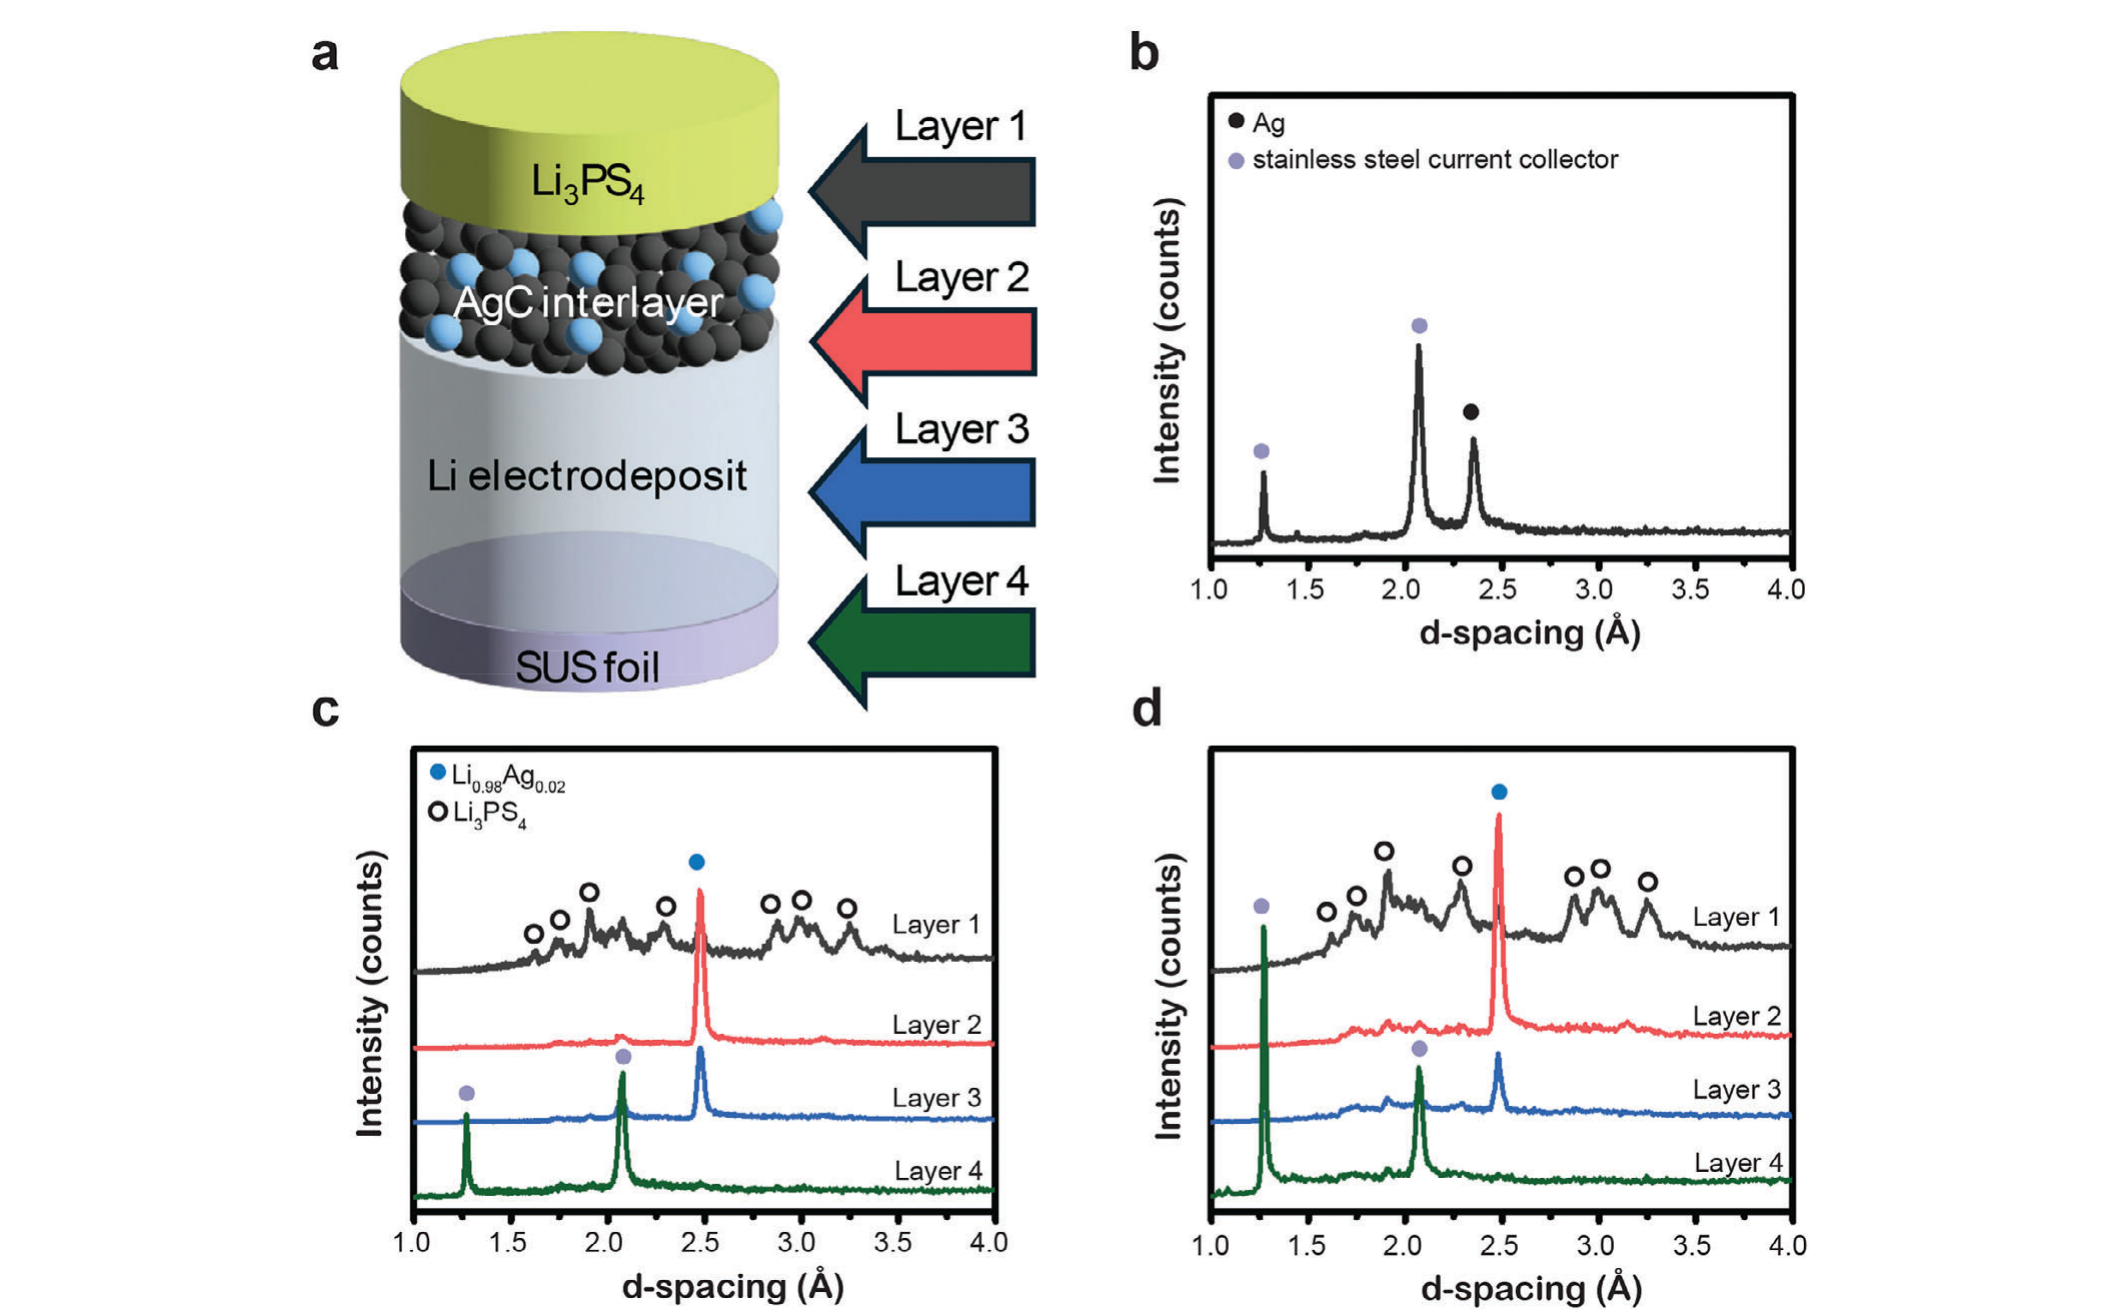 a
Layer 1
Li3PS4
Layer 2
AgC interlayer
Layer 3
Li electrodeposit
Layer 4
SUS foil
b
Ag
stainless steel current collector
Intensity (counts)
1.0 1.5 2.0 2.5 3.0 3.5 4.0
d-spacing (Å)
c
Li0.98Ag0.02
Li3PS4
Layer 1
Layer 2
Layer 3
Layer 4
Intensity (counts)
1.0 1.5 2.0 2.5 3.0 3.5 4.0
d-spacing (Å)
d
Layer 1
Layer 2
Layer 3
Layer 4
Intensity (counts)
1.0 1.5 2.0 2.5 3.0 3.5 4.0
d-spacing (Å)